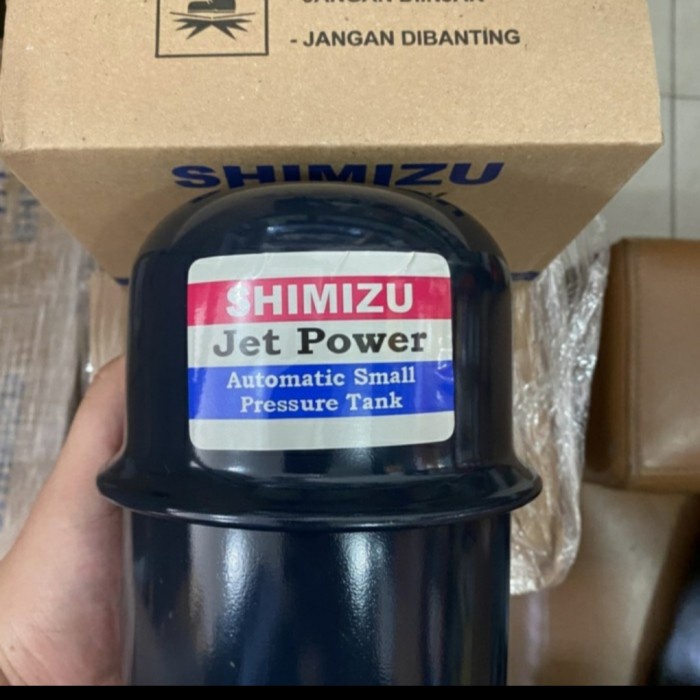 - JANGAN DIBANTING
SHIMIZU
SHIMIZU
Jet Power
Automatic Small
Pressure Tank